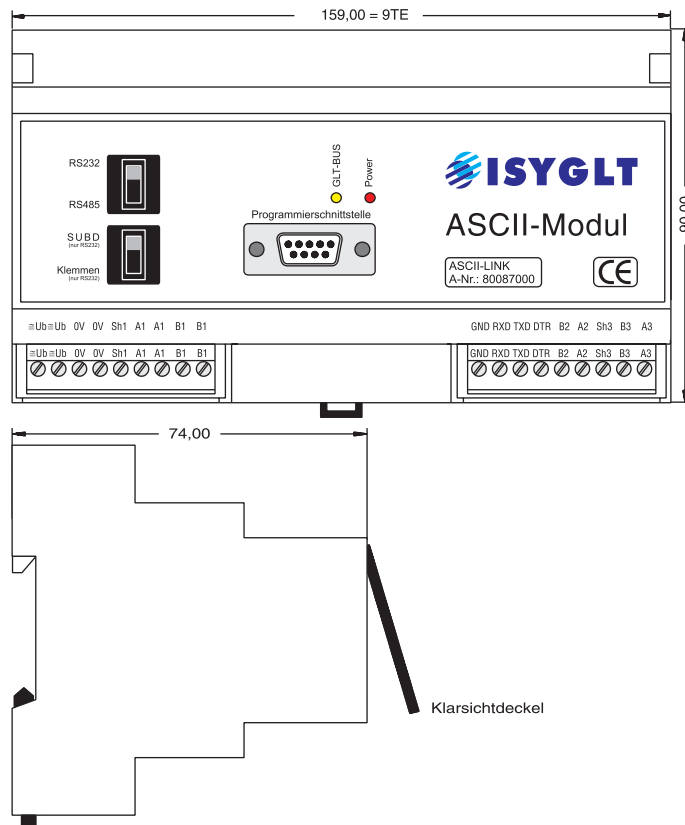 159,00 = 9TE
RS232
RS485
SUBD
(nur RS232)
Klemmen
(nur RS232)
GLT-BUS
Power
Programmierschnittstelle
ISYGLT
ASCII-Modul
ASCII-LINK
A-Nr.: 80087000
CE
90,00
≅Ub ≅Ub 0V 0V Sh1 A1 A1 B1 B1
GND RXD TXD DTR B2 A2 Sh3 B3 A3
≅Ub ≅Ub 0V 0V Sh1 A1 A1 B1 B1
GND RXD TXD DTR B2 A2 Sh3 B3 A3
74,00
Klarsichtdeckel